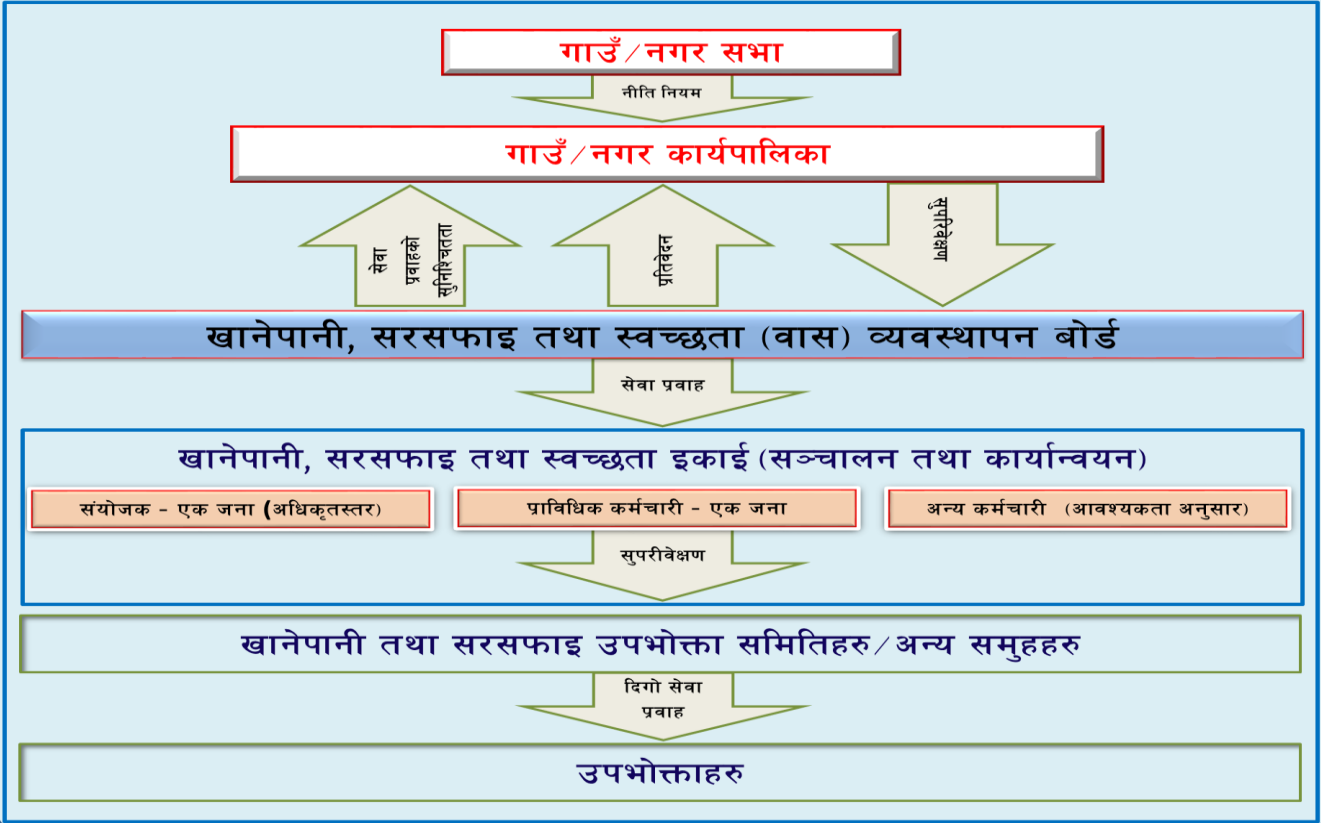 गाउँ/नगर सभा
नीति नियम
गाउँ/नगर कार्यपालिका
सेवा
प्रवाहको
सुनिश्चितता
प्रतिवेदन
सुपरिवेक्षण
खानेपानी, सरसफाइ तथा स्वच्छता (वास) व्यवस्थापन बोर्ड
सेवा प्रवाह
खानेपानी, सरसफाइ तथा स्वच्छता इकाई (सञ्चालन तथा कार्यान्वयन)
संयोजक - एक जना (अधिकृतस्तर)
प्राविधिक कर्मचारी - एक जना
अन्य कर्मचारी (आवश्यकता अनुसार)
सुपरीवेक्षण
खानेपानी तथा सरसफाइ उपभोक्ता समितिहरु/अन्य समुहहरु
दिगो सेवा
प्रवाह
उपभोक्ताहरु